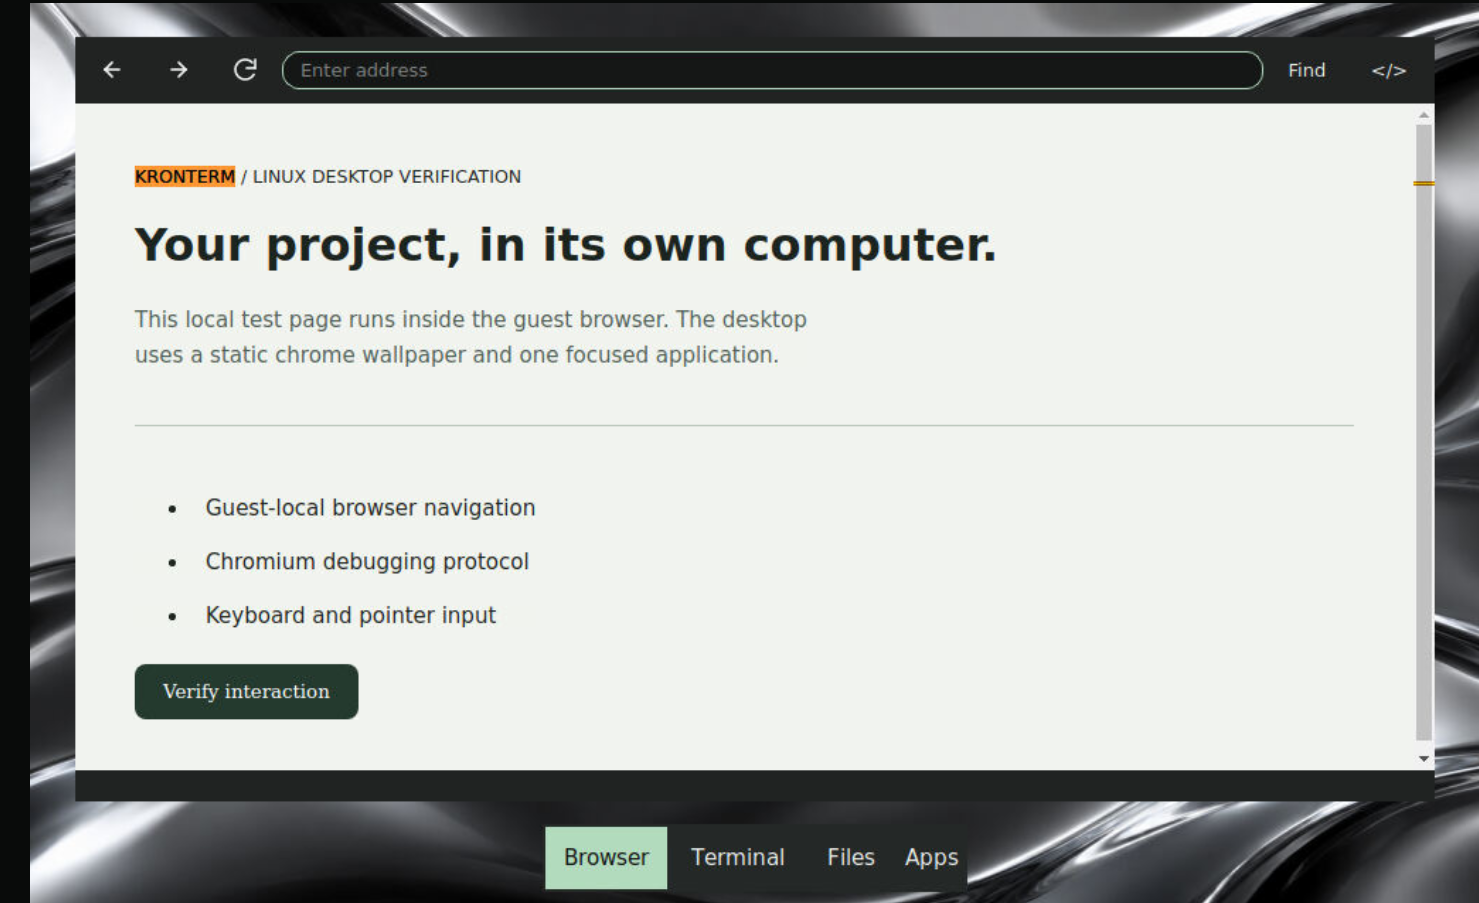 Enter address
Find
</>
KRONTERM / LINUX DESKTOP VERIFICATION
Your project, in its own computer.
This local test page runs inside the guest browser. The desktop
uses a static chrome wallpaper and one focused application.
Guest-local browser navigation
Chromium debugging protocol
Keyboard and pointer input
Verify interaction
Browser
Terminal
Files
Apps